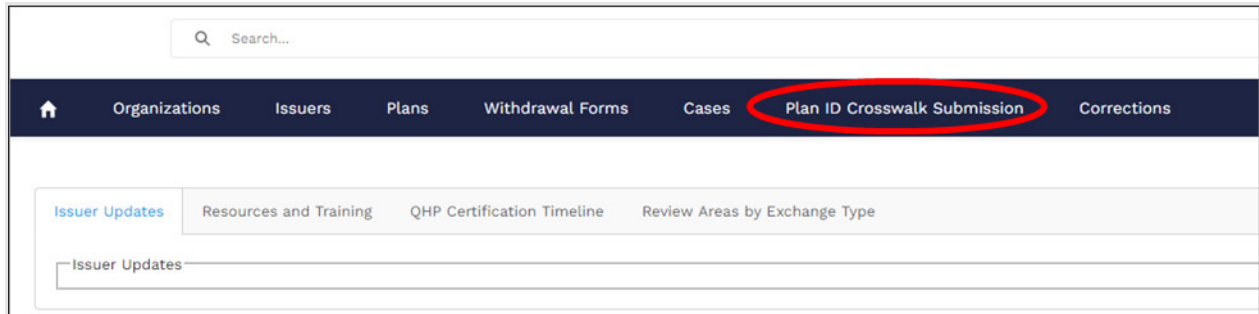 Search...
Organizations Issuers Plans Withdrawal Forms Cases Plan ID Crosswalk Submission Corrections
Issuer Updates Resources and Training QHP Certification Timeline Review Areas by Exchange Type
Issuer Updates